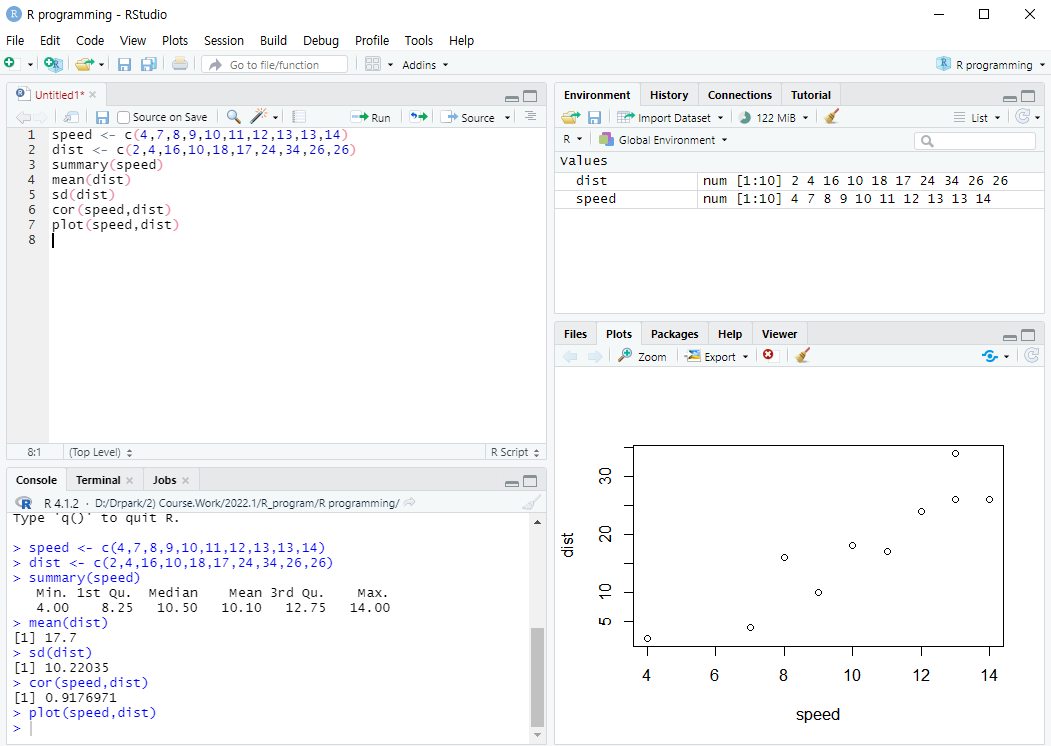 R programming - RStudio
File Edit Code View Plots Session Build Debug Profile Tools Help
Go to file/function Addins R programming
Untitled1*
Source on Save Run Source
1 speed <- c(4,7,8,9,10,11,12,13,13,14)
2 dist <- c(2,4,16,10,18,17,24,34,26,26)
3 summary(speed)
4 mean(dist)
5 sd(dist)
6 cor(speed,dist)
7 plot(speed,dist)
8
8:1 (Top Level) R Script
Console Terminal Jobs
R 4.1.2 · D:/Drpark/2) Course.Work/2022.1/R_program/R programming/
Type 'q()' to quit R.
> speed <- c(4,7,8,9,10,11,12,13,13,14)
> dist <- c(2,4,16,10,18,17,24,34,26,26)
> summary(speed)
Min. 1st Qu. Median Mean 3rd Qu. Max.
4.00 8.25 10.50 10.10 12.75 14.00
> mean(dist)
[1] 17.7
> sd(dist)
[1] 10.22035
> cor(speed,dist)
[1] 0.9176971
> plot(speed,dist)
>
Environment History Connections Tutorial
Import Dataset 122 MiB List
R Global Environment
Values
dist num [1:10] 2 4 16 10 18 17 24 34 26 26
speed num [1:10] 4 7 8 9 10 11 12 13 13 14
Files Plots Packages Help Viewer
Zoom Export
30
20
10
5
dist
4 6 8 10 12 14
speed